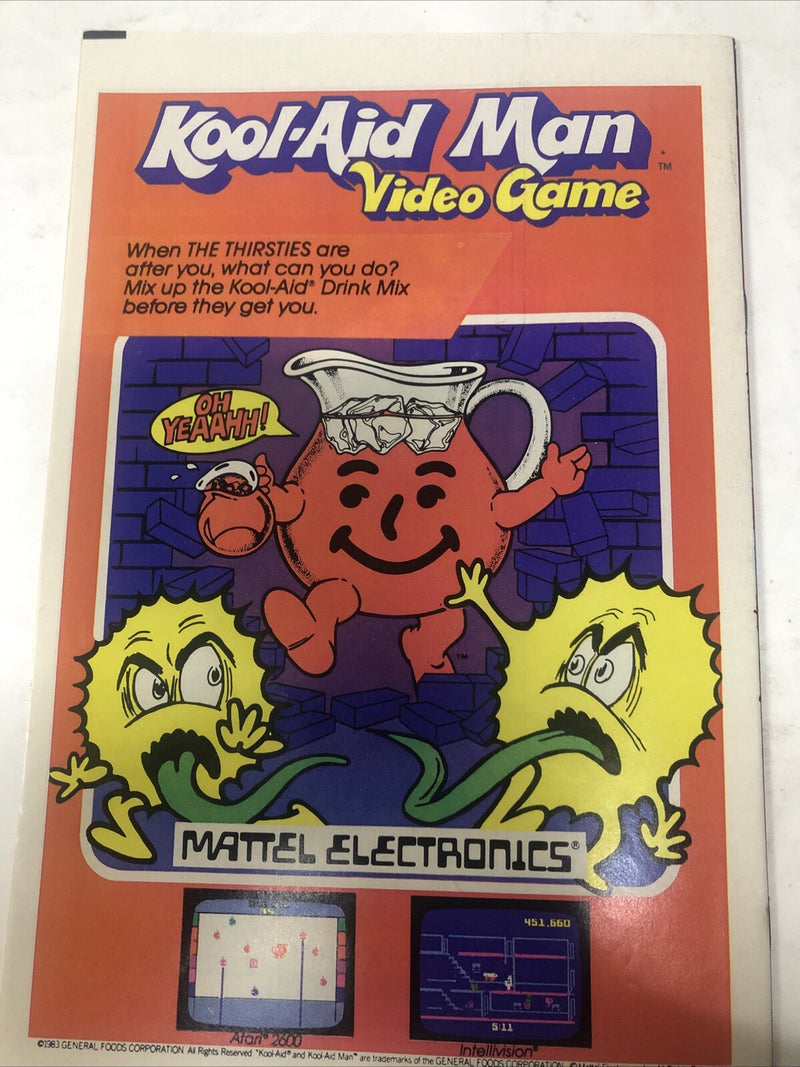 Kool-Aid Man
TM
Video Game
When THE THIRSTIES are
after you, what can you do?
Mix up the Kool-Aid® Drink Mix
before they get you.
OH
YEAAHH!
TM
MATTEL ELECTRONICS®
451,660
5:11
Atari® 2600
Intellivision®
©1983 GENERAL FOODS CORPORATION All Rights Reserved "Kool-Aid® and Kool-Aid Man™ are trademarks of the GENERAL FOODS CORPORATION.